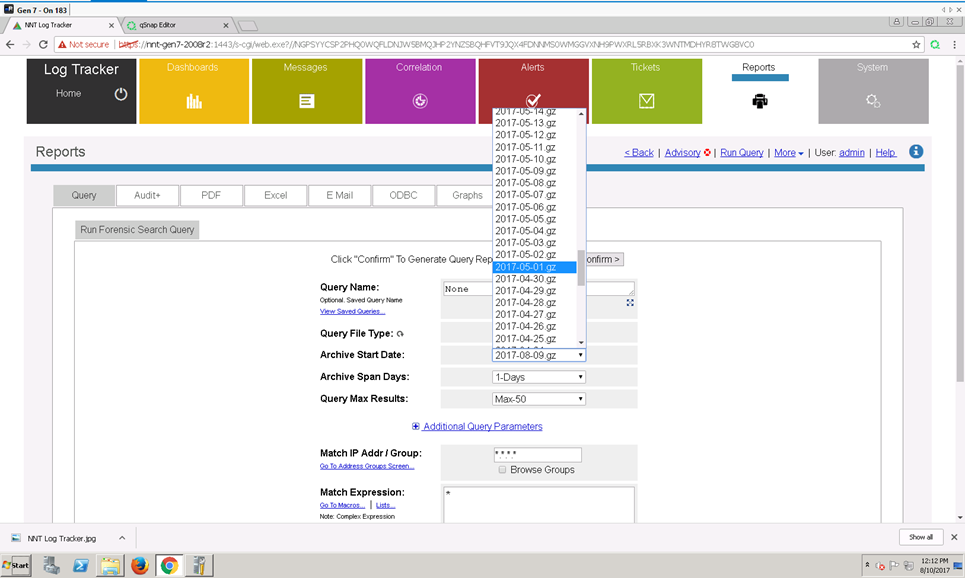 Gen 7 - On 183
NNT Log Tracker
qSnap Editor
Not secure | https://nnt-gen7-2008r2:1443/s-cgi/web.exe?
Log Tracker
Home
Dashboards
Messages
Correlation
Alerts
Tickets
Reports
System
Reports
< Back | Advisory | Run Query | More | User: admin | Help
Query
Audit+
PDF
Excel
E Mail
ODBC
Graphs
Run Forensic Search Query
Click "Confirm" To Generate Query Rep
onfirm >
Query Name:
None
Optional. Saved Query Name
View Saved Queries...
Query File Type:
Archive Start Date:
2017-08-09.gz
2017-05-14.gz
2017-05-13.gz
2017-05-12.gz
2017-05-11.gz
2017-05-10.gz
2017-05-09.gz
2017-05-08.gz
2017-05-07.gz
2017-05-06.gz
2017-05-05.gz
2017-05-04.gz
2017-05-03.gz
2017-05-02.gz
2017-05-01.gz
2017-04-30.gz
2017-04-29.gz
2017-04-28.gz
2017-04-27.gz
2017-04-26.gz
2017-04-25.gz
Archive Span Days:
1-Days
Query Max Results:
Max-50
Additional Query Parameters
Match IP Addr / Group:
*.*.*.*
Go To Address Groups Screen...
Browse Groups
Match Expression:
*
Go To Macros... | Lists...
Note: Complex Expression
NNT Log Tracker.jpg
Show all
Start
12:12 PM
8/10/2017